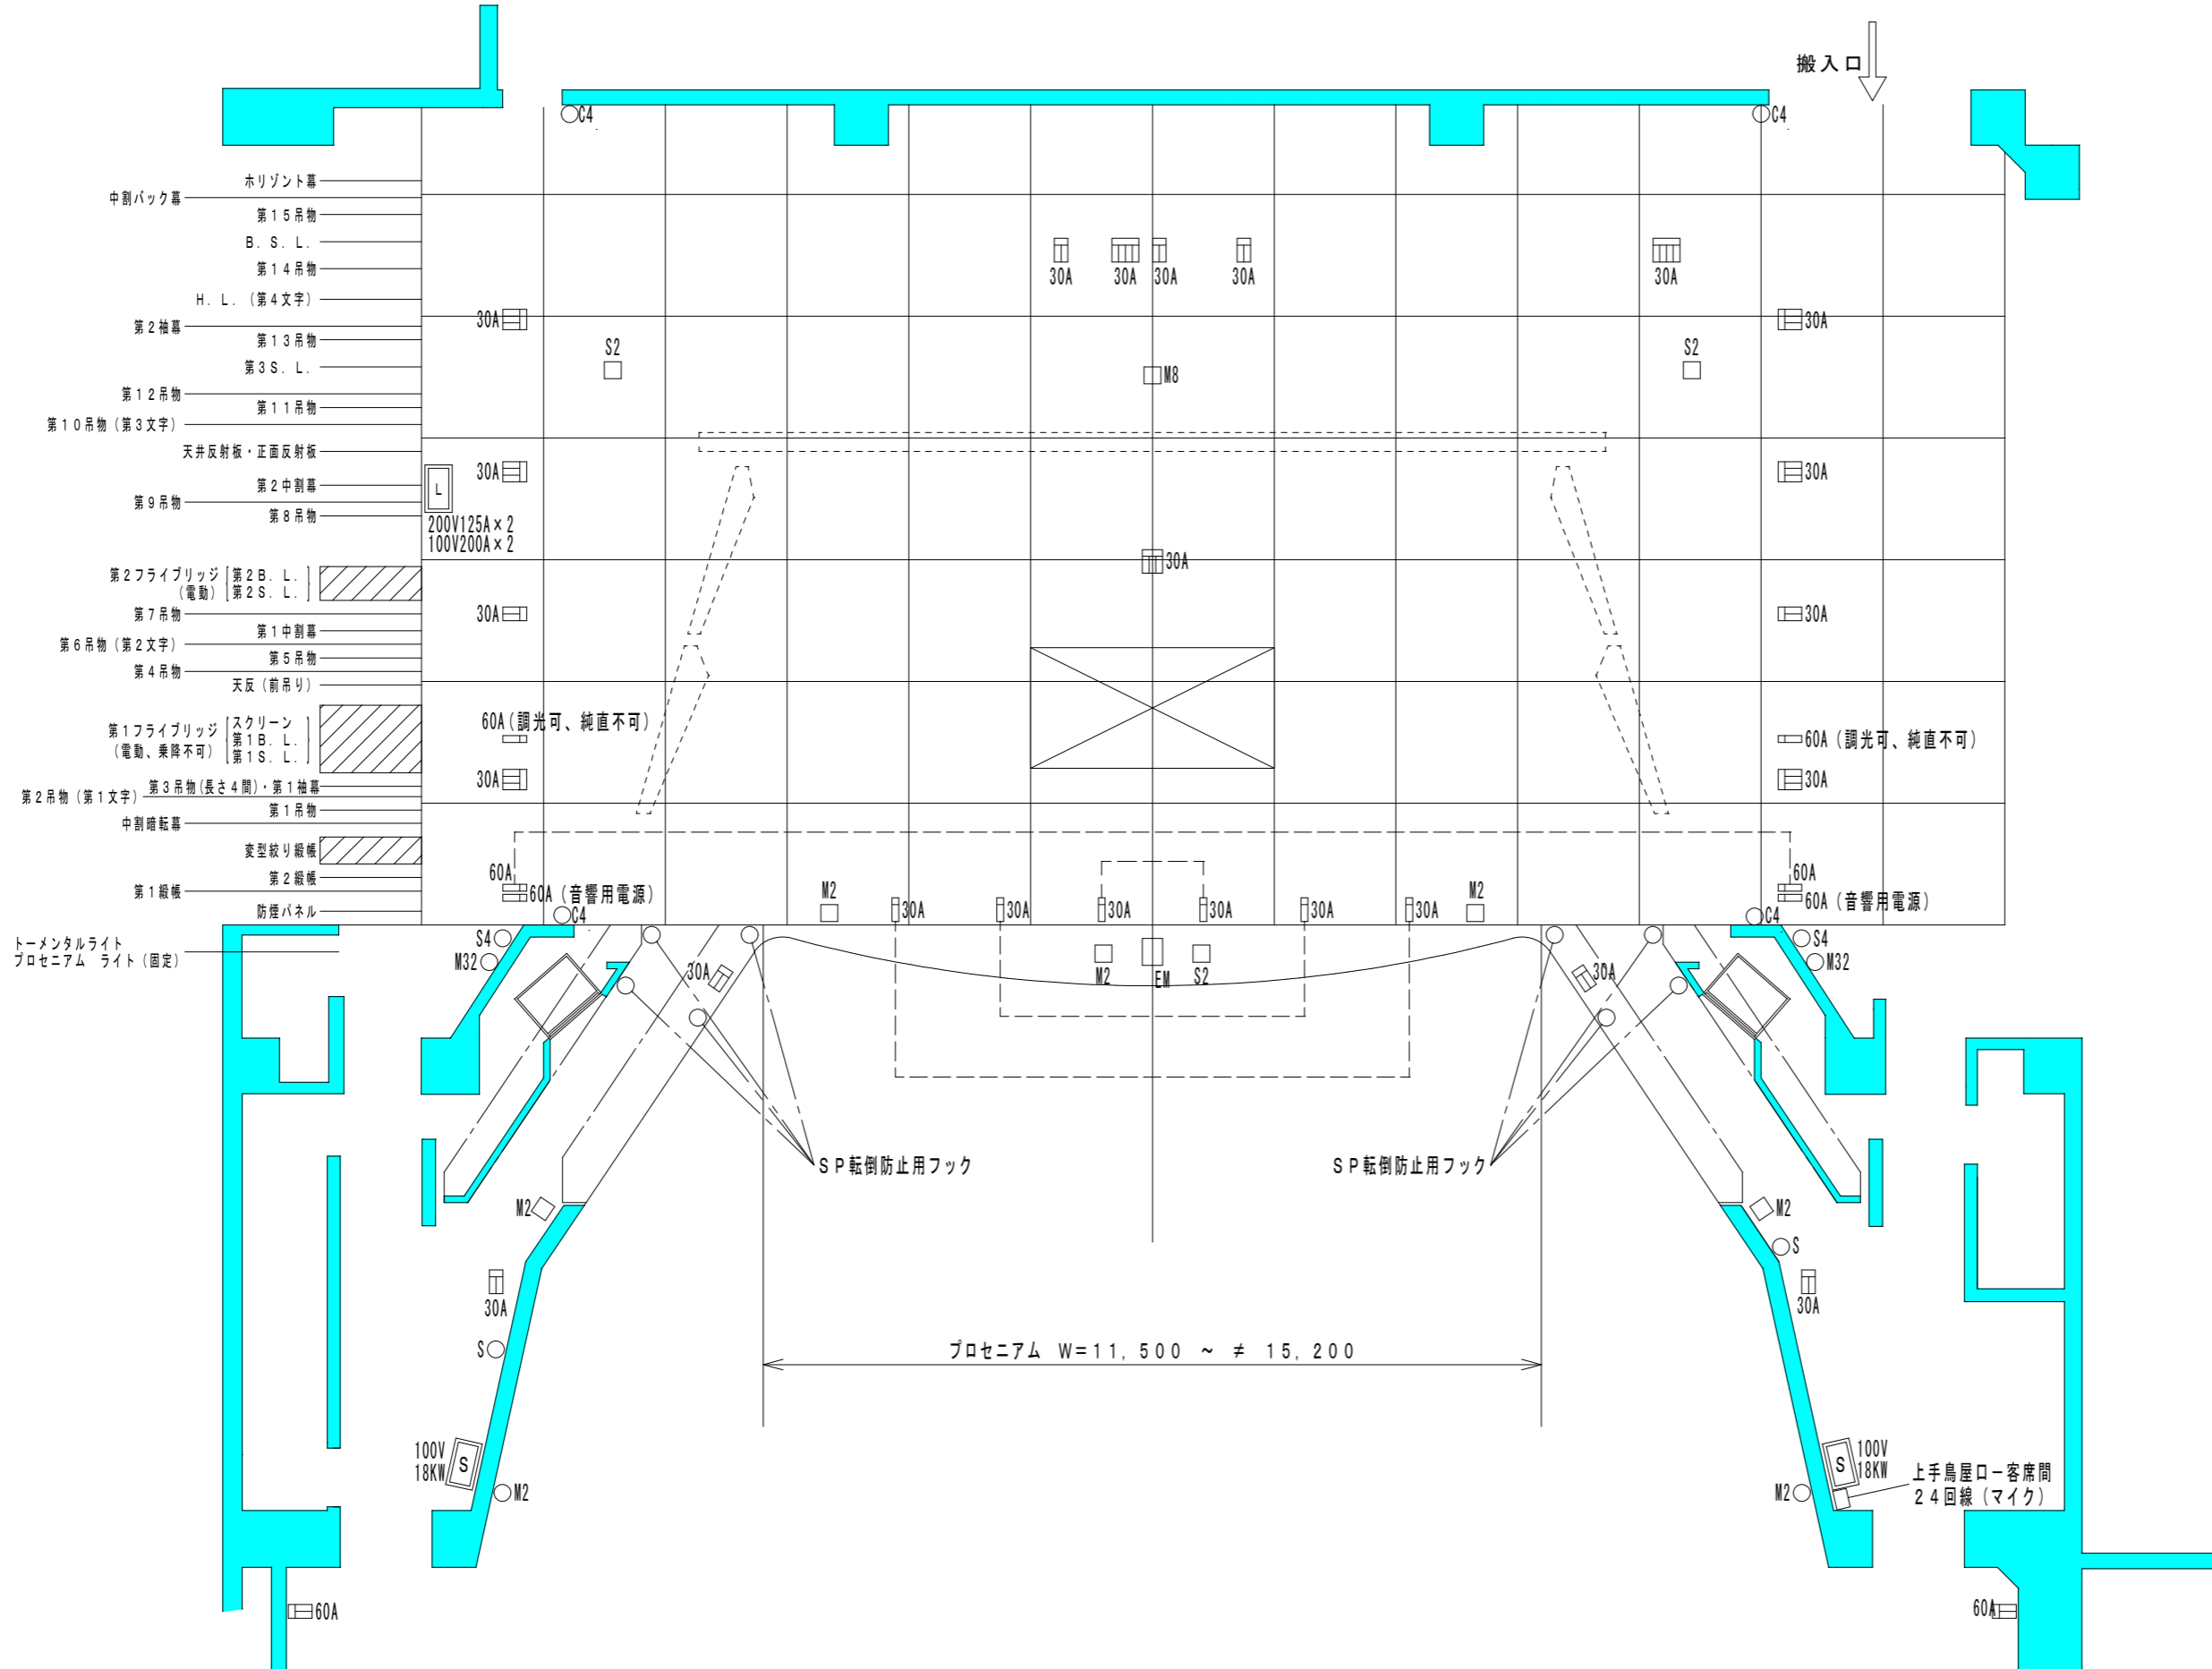 搬入口
C4
C4
ホリゾント幕
中割バック幕
第15吊物
B. S. L.
第14吊物
H. L. (第4文字)
第2袖幕
第13吊物
第3S. L.
第12吊物
第11吊物
第10吊物 (第3文字)
天井反射板・正面反射板
第2中割幕
第9吊物
第8吊物
第2フライブリッジ
(電動)
第2B. L.
第2S. L.
第7吊物
第1中割幕
第6吊物 (第2文字)
第5吊物
第4吊物
天反 (前吊り)
第1フライブリッジ
(電動、乗降不可)
スクリーン
第1B. L.
第1S. L.
第3吊物(長さ4間)・第1袖幕
第2吊物 (第1文字)
第1吊物
中割暗転幕
変型絞り緞帳
第2緞帳
第1緞帳
防煙パネル
トーメンタルライト
プロセニアム ライト (固定)
30A
30A
30A
30A
30A
30A
30A
S2
S2
M8
30A
30A
L
200V125A×2
100V200A×2
30A
30A
30A
60A(調光可、純直不可)
60A (調光可、純直不可)
30A
30A
60A
60A (音響用電源)
60A
60A (音響用電源)
M2
M2
30A
30A
30A
30A
30A
30A
C4
C4
S4
M32
S4
M32
30A
30A
M2
EM
S2
SP転倒防止用フック
SP転倒防止用フック
M2
M2
S
30A
30A
S
プロセニアム W=11,500 ~ ≠ 15,200
100V
18KW
S
M2
S
100V
18KW
M2
上手鳥屋ロー客席間
24回線 (マイク)
60A
60A